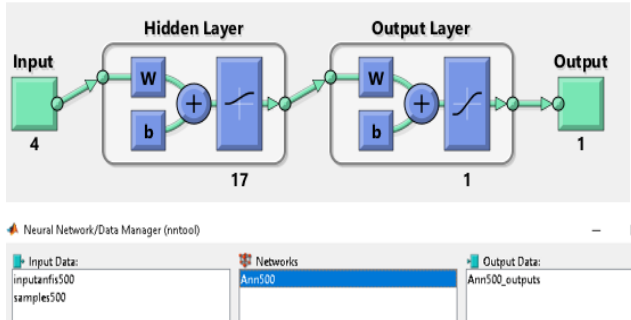 Hidden Layer
Output Layer
Input
Output
W
b
+
W
b
+
4
17
1
1
Neural Network/Data Manager (nntool)
Input Data:
Networks
Output Data:
inputanfis500
Ann500
Ann500_outputs
samples500